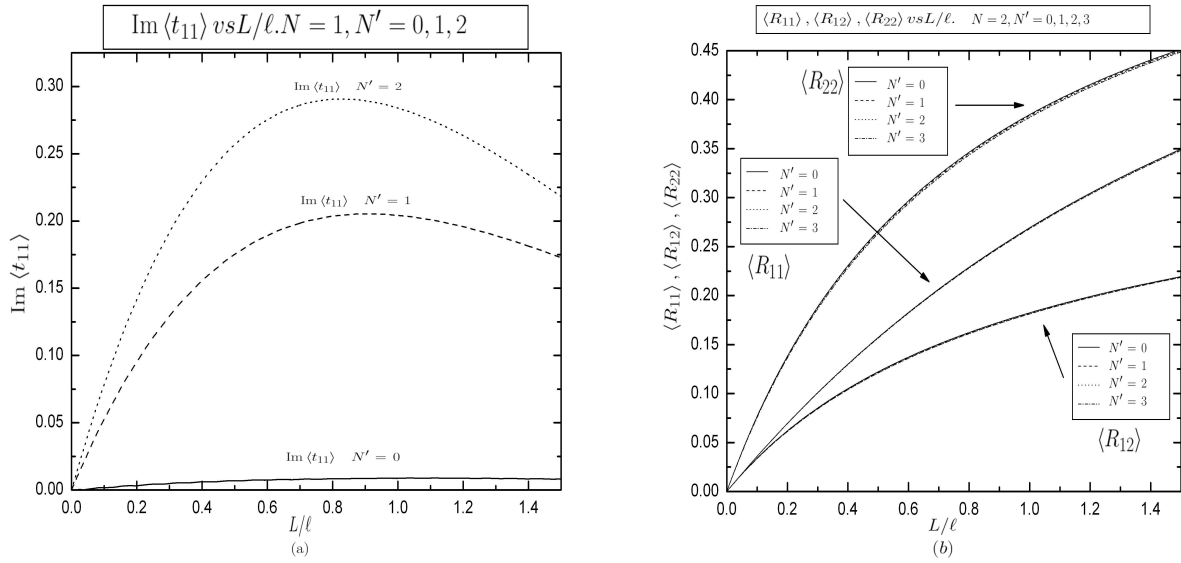 Im ⟨t₁₁⟩ vsL/ℓ.N = 1, N′ = 0, 1, 2
Im ⟨t₁₁⟩ N′ = 2
Im ⟨t₁₁⟩ N′ = 1
Im ⟨t₁₁⟩ N′ = 0
0.30
0.25
0.20
0.15
0.10
0.05
0.00
Im ⟨t₁₁⟩
0.0 0.2 0.4 0.6 0.8 1.0 1.2 1.4
L/ℓ
(a)
⟨R₁₁⟩ , ⟨R₁₂⟩ , ⟨R₂₂⟩ vsL/ℓ. N = 2, N′ = 0, 1, 2, 3
0.45
0.40
0.35
0.30
0.25
0.20
0.15
0.10
0.05
0.00
⟨R₁₁⟩ , ⟨R₁₂⟩ , ⟨R₂₂⟩
⟨R₂₂⟩
N′ = 0
N′ = 1
N′ = 2
N′ = 3
N′ = 0
N′ = 1
N′ = 2
N′ = 3
⟨R₁₁⟩
N′ = 0
N′ = 1
N′ = 2
N′ = 3
⟨R₁₂⟩
0.0 0.2 0.4 0.6 0.8 1.0 1.2 1.4
L/ℓ
(b)